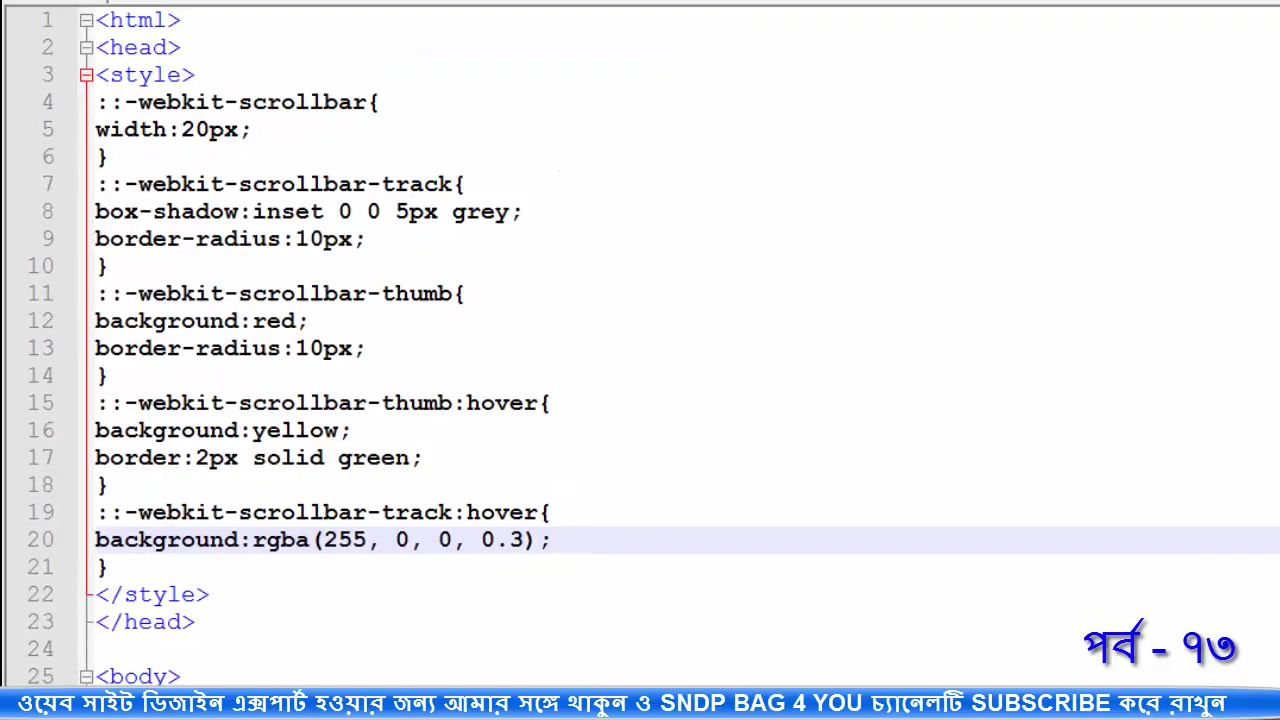 1 <html>
2 <head>
3 <style>
4 ::-webkit-scrollbar{
5 width:20px;
6 }
7 ::-webkit-scrollbar-track{
8 box-shadow:inset 0 0 5px grey;
9 border-radius:10px;
10 }
11 ::-webkit-scrollbar-thumb{
12 background:red;
13 border-radius:10px;
14 }
15 ::-webkit-scrollbar-thumb:hover{
16 background:yellow;
17 border:2px solid green;
18 }
19 ::-webkit-scrollbar-track:hover{
20 background:rgba(255, 0, 0, 0.3);
21 }
22 </style>
23 </head>
24
25 <body>
পর্ব - ৭৩
ওয়েব সাইট ডিজাইন এক্সপার্ট হওয়ার জন্য আমার সঙ্গে থাকুন ও SNDP BAG 4 YOU চ্যানেলটি SUBSCRIBE করে রাখুন